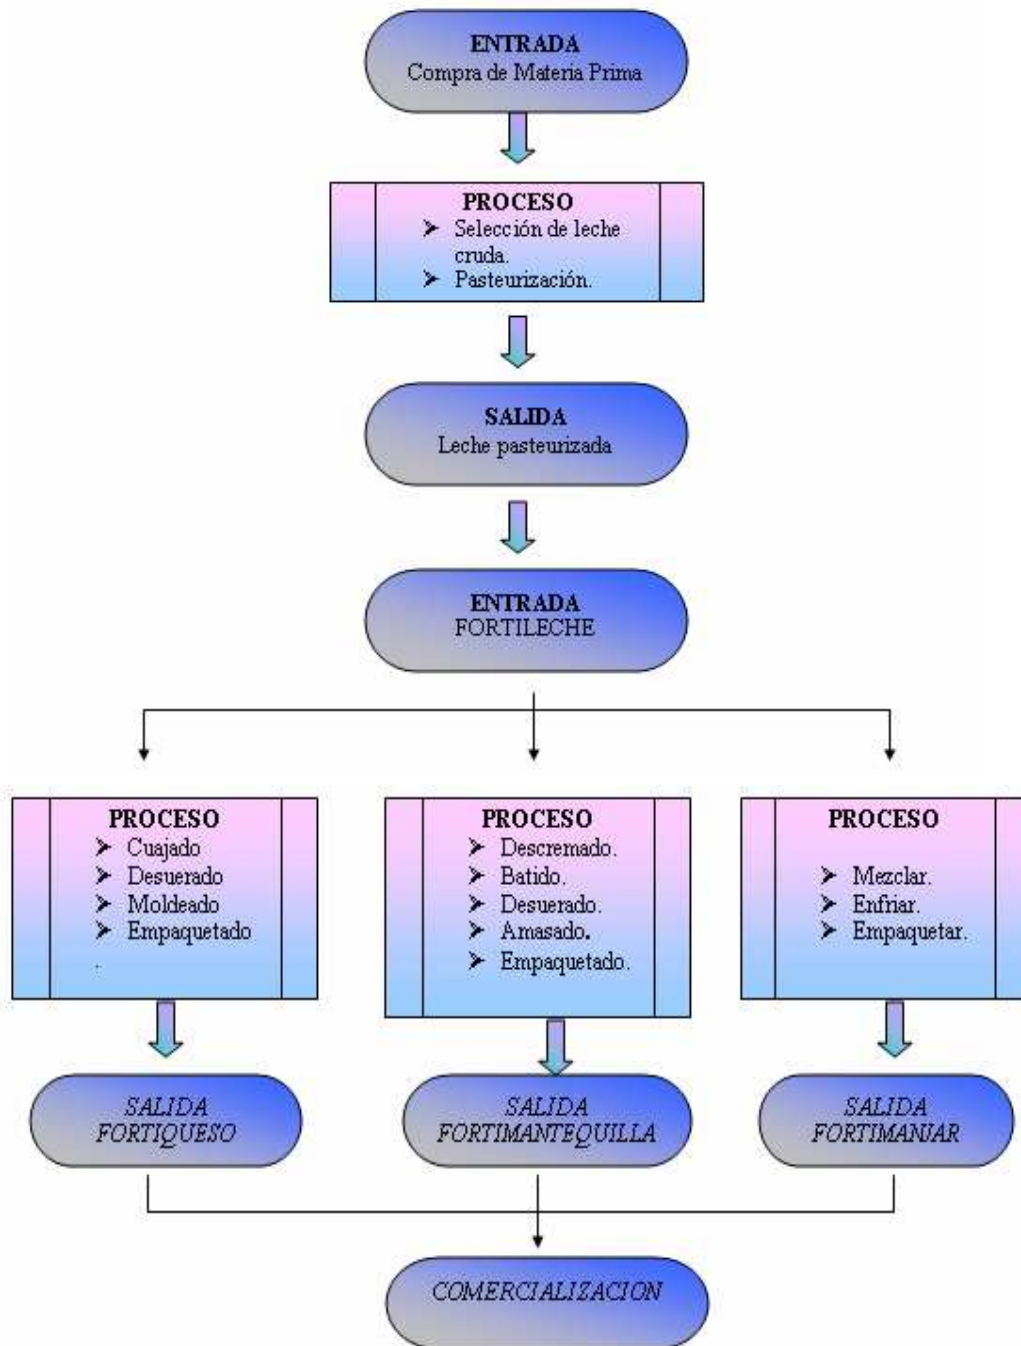 ENTRADA
Compra de Materia Prima
PROCESO
➤ Selección de leche
cruda.
➤ Pasteurización.
SALIDA
Leche pasteurizada
ENTRADA
FORTILECHE
PROCESO
➤ Cuajado
➤ Desuerado
➤ Moldeado
➤ Empaquetado
.
PROCESO
➤ Descremado.
➤ Batido.
➤ Desuerado.
➤ Amasado.
➤ Empaquetado.
PROCESO
➤ Mezclar.
➤ Enfriar.
➤ Empaquetar.
SALIDA
FORTIQUESO
SALIDA
FORTIMANTEQUILLA
SALIDA
FORTIMANJAR
COMERCIALIZACION